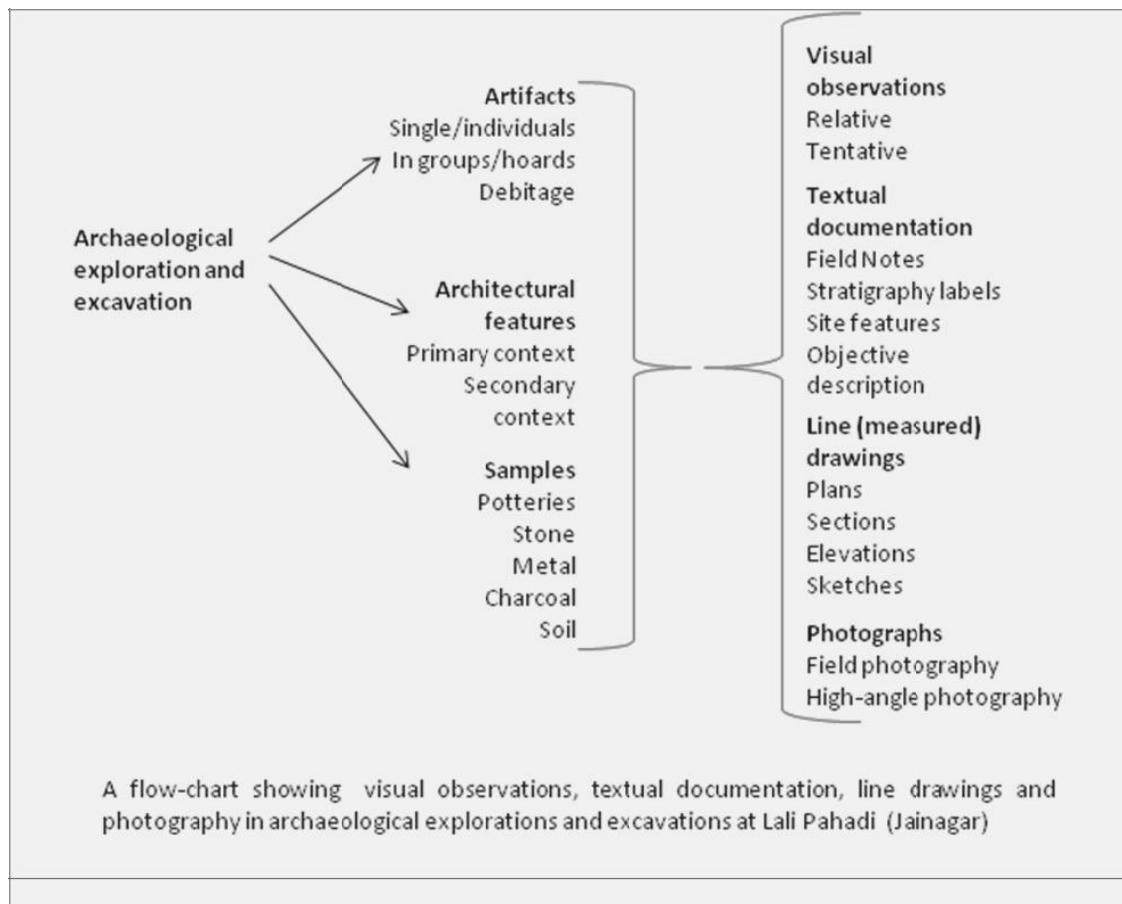 Archaeological
exploration and
excavation
Artifacts
Single/individuals
In groups/hoards
Debitage
Architectural
features
Primary context
Secondary
context
Samples
Potteries
Stone
Metal
Charcoal
Soil
Visual
observations
Relative
Tentative
Textual
documentation
Field Notes
Stratigraphy labels
Site features
Objective
description
Line (measured)
drawings
Plans
Sections
Elevations
Sketches
Photographs
Field photography
High-angle photography
A flow-chart showing visual observations, textual documentation, line drawings and
photography in archaeological explorations and excavations at Lali Pahadi (Jainagar)